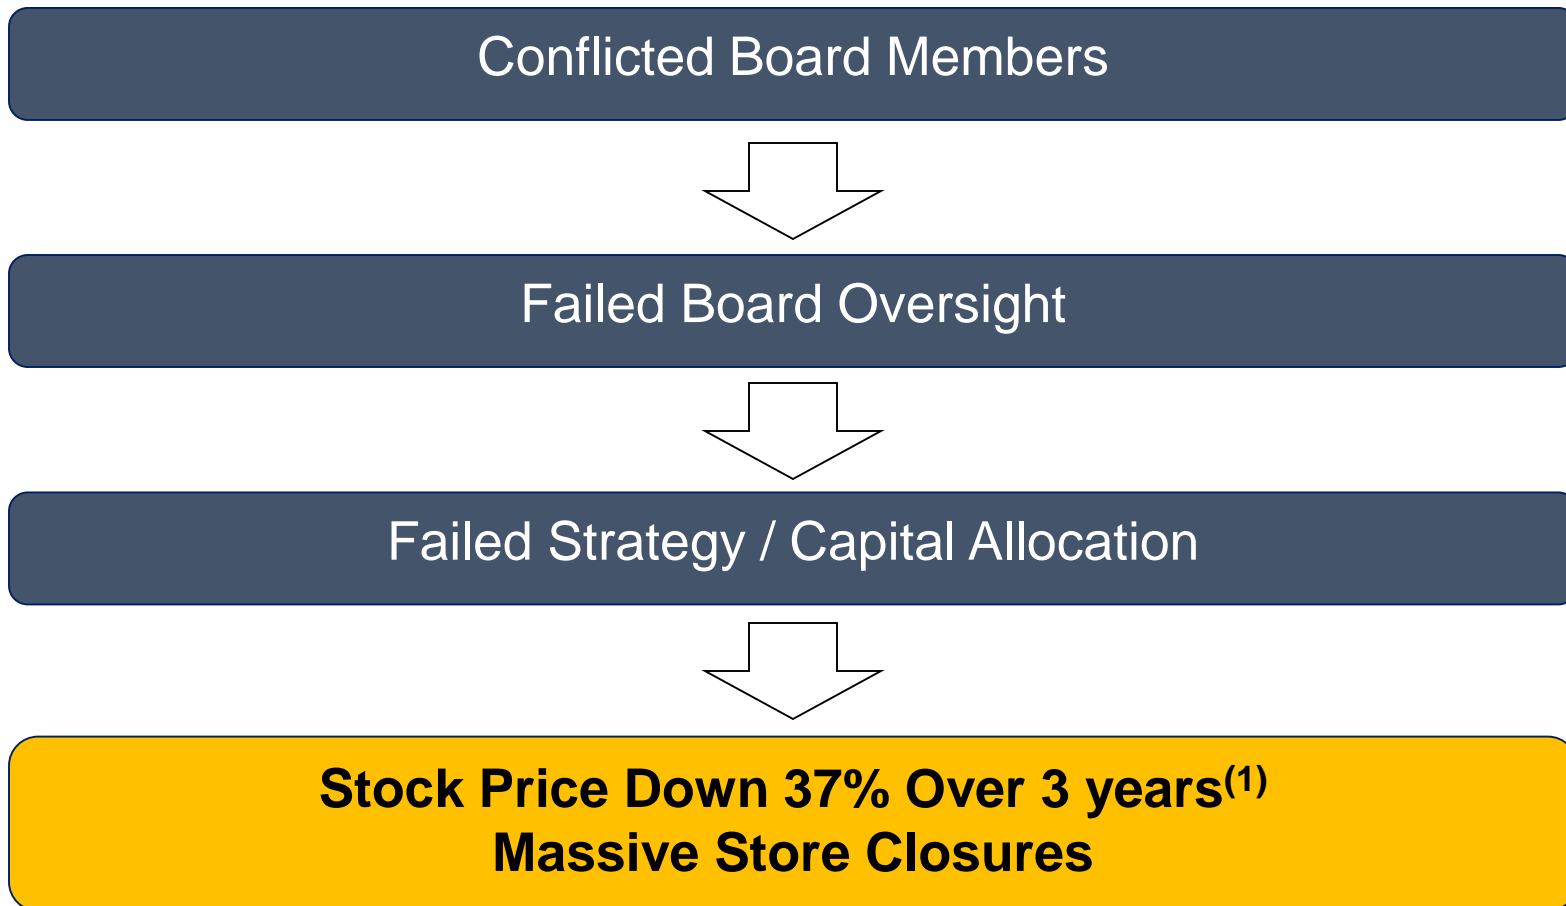 Conflicted Board Members
Failed Board Oversight
Failed Strategy / Capital Allocation
Stock Price Down 37% Over 3 years(1)
Massive Store Closures